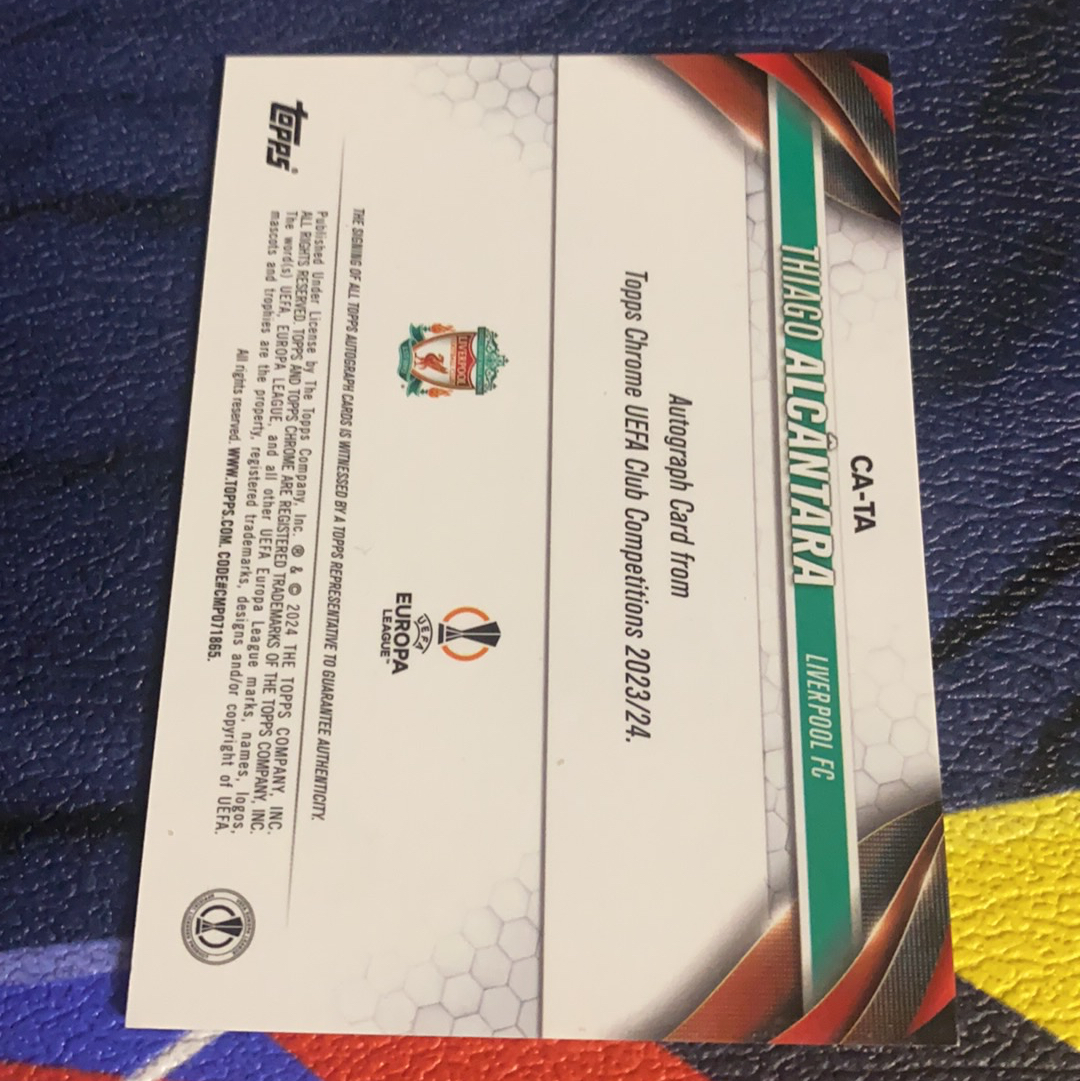 CA-TA
THIAGO ALCÂNTARA LIVERPOOL FC
Autograph Card from
Topps Chrome UEFA Club Competitions 2023/24.
LIVERPOOL
UEFA
EUROPA
LEAGUE™
THE SIGNING OF ALL TOPPS AUTOGRAPH CARDS IS WITNESSED BY A TOPPS REPRESENTATIVE TO GUARANTEE AUTHENTICITY.
topps®
Published Under License by The Topps Company, Inc. ® & © 2024 THE TOPPS COMPANY, INC.
ALL RIGHTS RESERVED. TOPPS AND TOPPS CHROME ARE REGISTERED TRADEMARKS OF THE TOPPS COMPANY, INC.
The word(s) UEFA, EUROPA LEAGUE, and all other UEFA Europa League marks, names, logos,
mascots and trophies are the property, registered trademarks, designs and/or copyright of UEFA.
All rights reserved. WWW.TOPPS.COM. CODE#CMP071865.